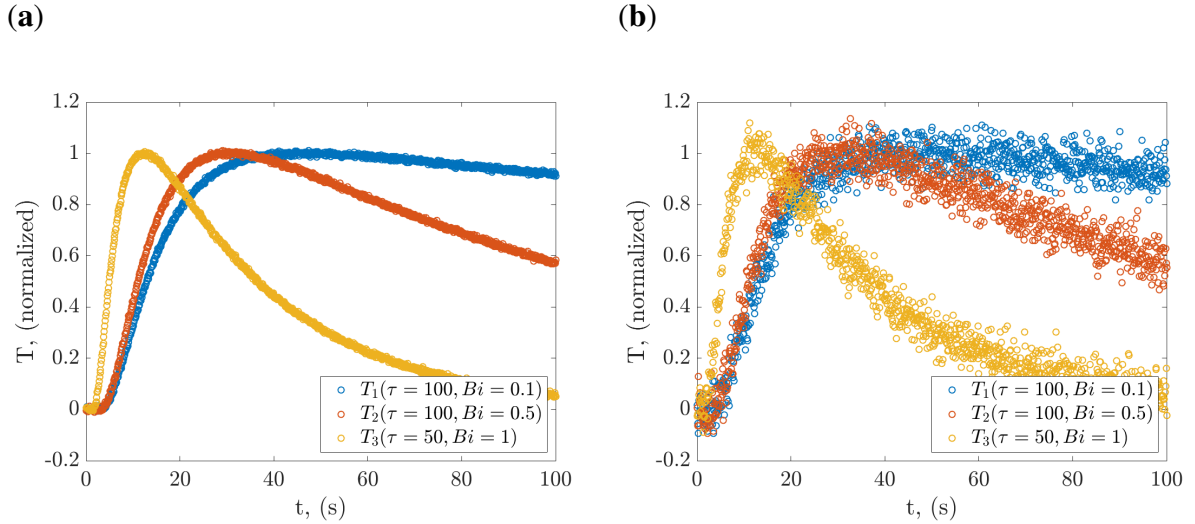 (a)
(b)
1.2
1
0.8
0.6
0.4
0.2
0
-0.2
T, (normalized)
0 20 40 60 80 100
t, (s)
T₁(τ = 100, Bi = 0.1)
T₂(τ = 100, Bi = 0.5)
T₃(τ = 50, Bi = 1)
1.2
1
0.8
0.6
0.4
0.2
0
-0.2
T, (normalized)
0 20 40 60 80 100
t, (s)
T₁(τ = 100, Bi = 0.1)
T₂(τ = 100, Bi = 0.5)
T₃(τ = 50, Bi = 1)